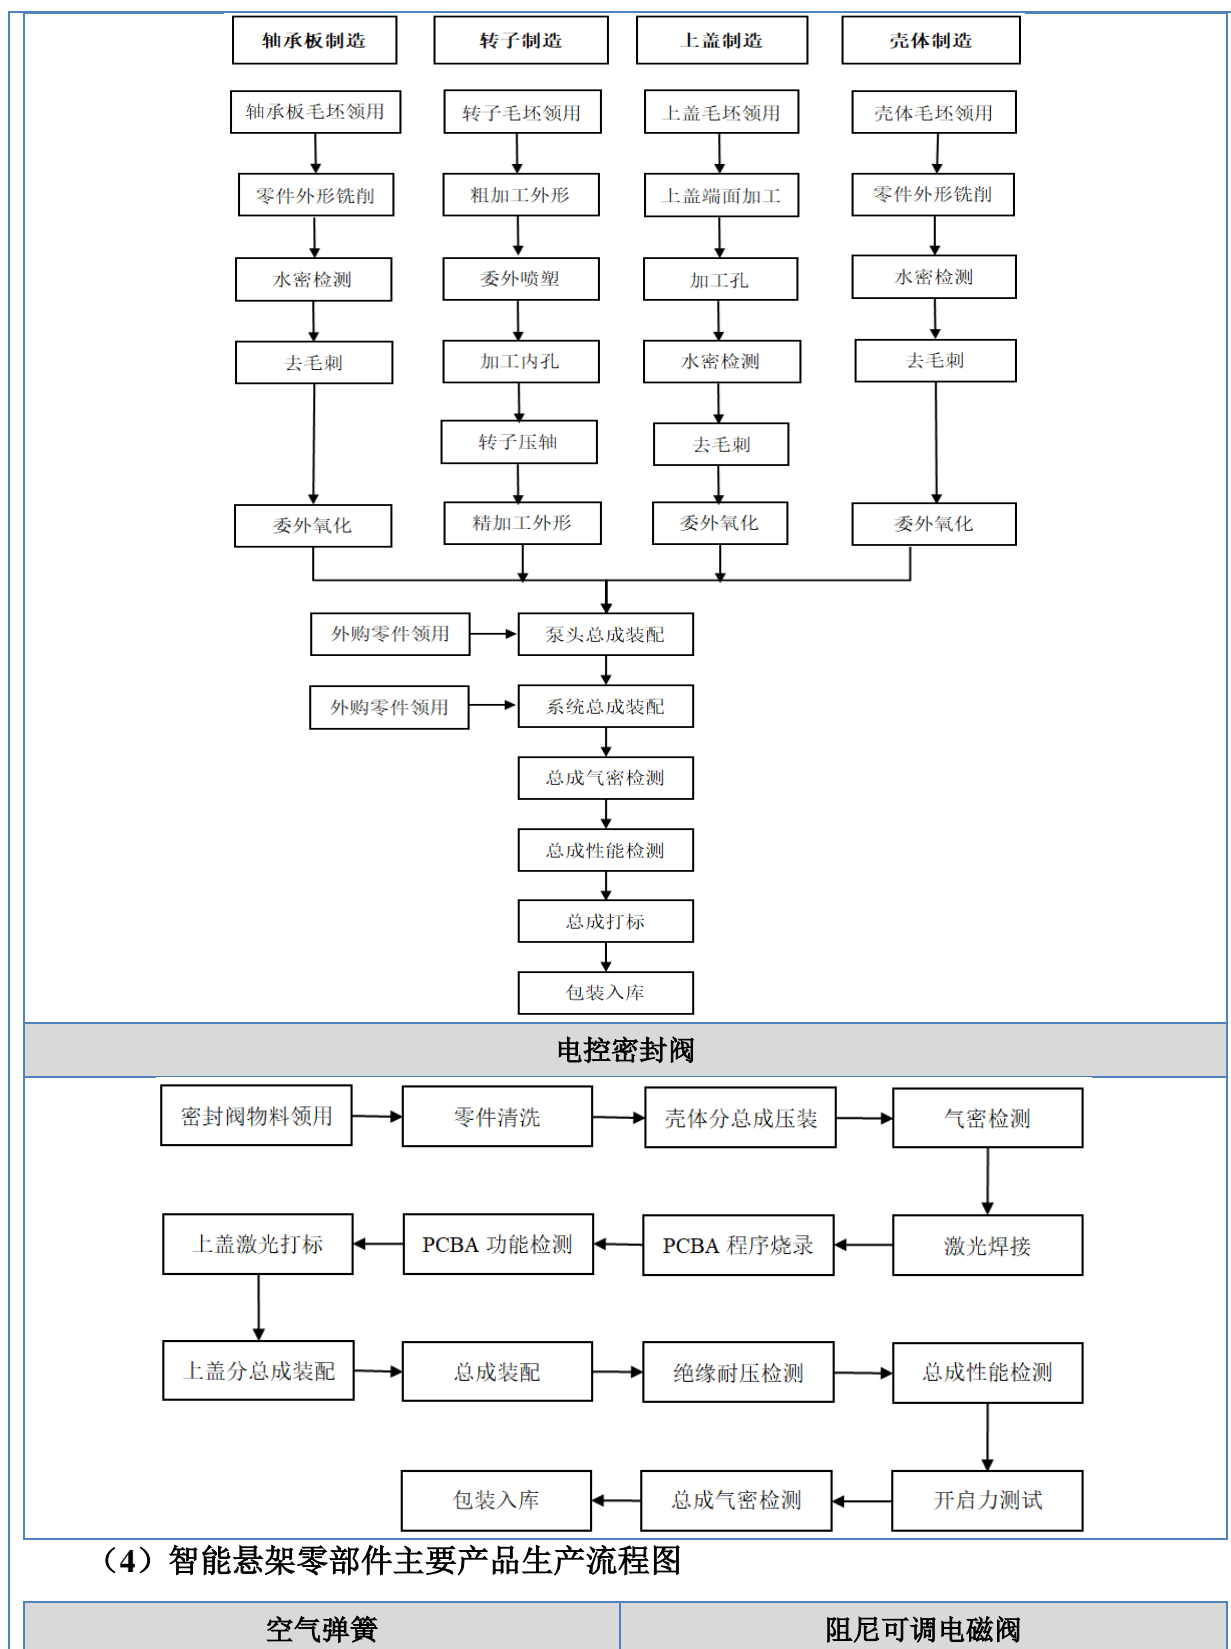 轴承板制造 转子制造 上盖制造 壳体制造
轴承板毛坯领用 转子毛坯领用 上盖毛坯领用 壳体毛坯领用
零件外形铣削 粗加工外形 上盖端面加工 零件外形铣削
水密检测 委外喷塑 加工孔 水密检测
去毛刺 加工内孔 水密检测 去毛刺
转子压轴 去毛刺
委外氧化 精加工外形 委外氧化 委外氧化
外购零件领用 泵头总成装配
外购零件领用 系统总成装配
总成气密检测
总成性能检测
总成打标
包装入库
电控密封阀
密封阀物料领用 零件清洗 壳体分总成压装 气密检测
上盖激光打标 PCBA 功能检测 PCBA 程序烧录 激光焊接
上盖分总成装配 总成装配 绝缘耐压检测 总成性能检测
包装入库 总成气密检测 开启力测试
（4）智能悬架零部件主要产品生产流程图
空气弹簧 阻尼可调电磁阀